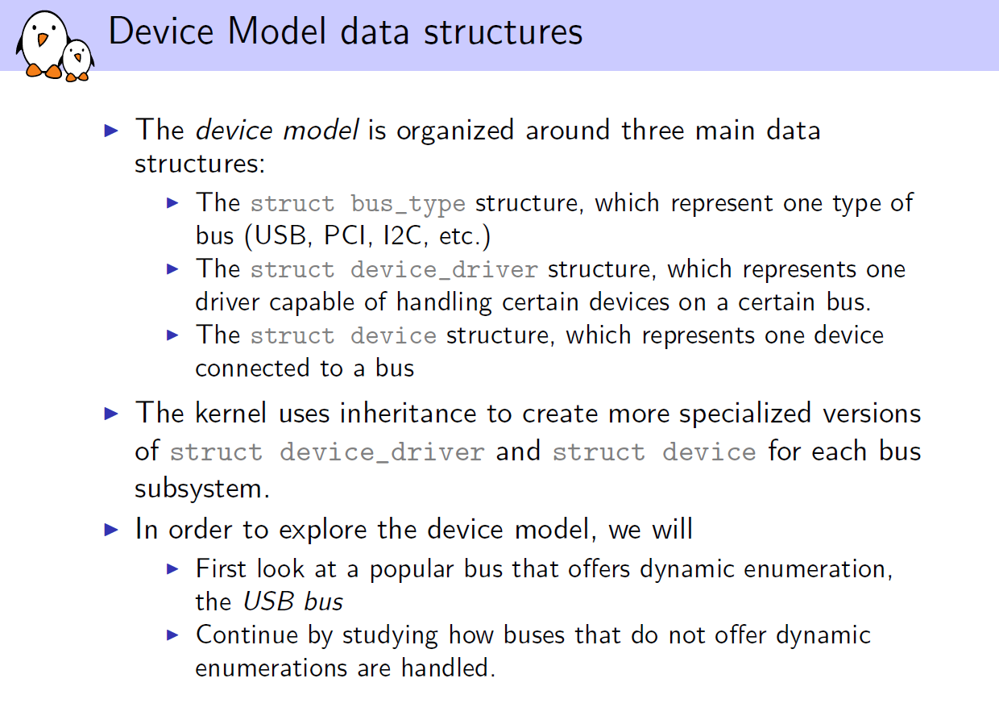 Device Model data structures
The device model is organized around three main data
structures:
The struct bus_type structure, which represent one type of
bus (USB, PCI, I2C, etc.)
The struct device_driver structure, which represents one
driver capable of handling certain devices on a certain bus.
The struct device structure, which represents one device
connected to a bus
The kernel uses inheritance to create more specialized versions
of struct device_driver and struct device for each bus
subsystem.
In order to explore the device model, we will
First look at a popular bus that offers dynamic enumeration,
the USB bus
Continue by studying how buses that do not offer dynamic
enumerations are handled.